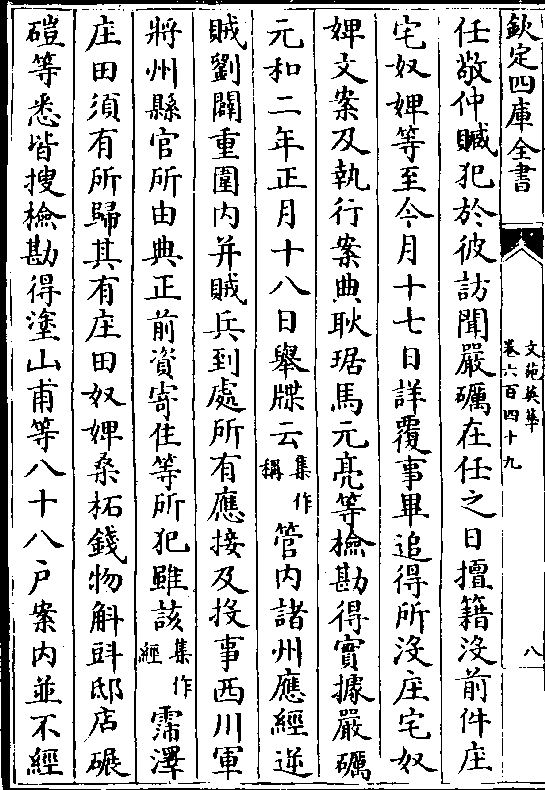 欽定四庫全書
文苑英華
卷六百四十九
八
任敬仲贓犯於彼訪聞嚴礪在任之日擅籍沒前件庄
宅奴婢等至今月十七日詳覆事畢追得所沒庄宅奴
婢文案及執行案典耿琚馬元亮等檢勘得實據嚴礪
元和二年正月十八日舉牒云集作稱管內諸州應經逆
賊劉闢重圍內并賊兵到處所有應接及投事西川軍
將州縣官所由典正前資寄住等所犯雖該集作經霈澤
庄田須有所歸其有庄田奴婢桑柘錢物斛㪷邸店碾
磑等悉皆搜檢勘得塗山甫等八十八户案內並不經